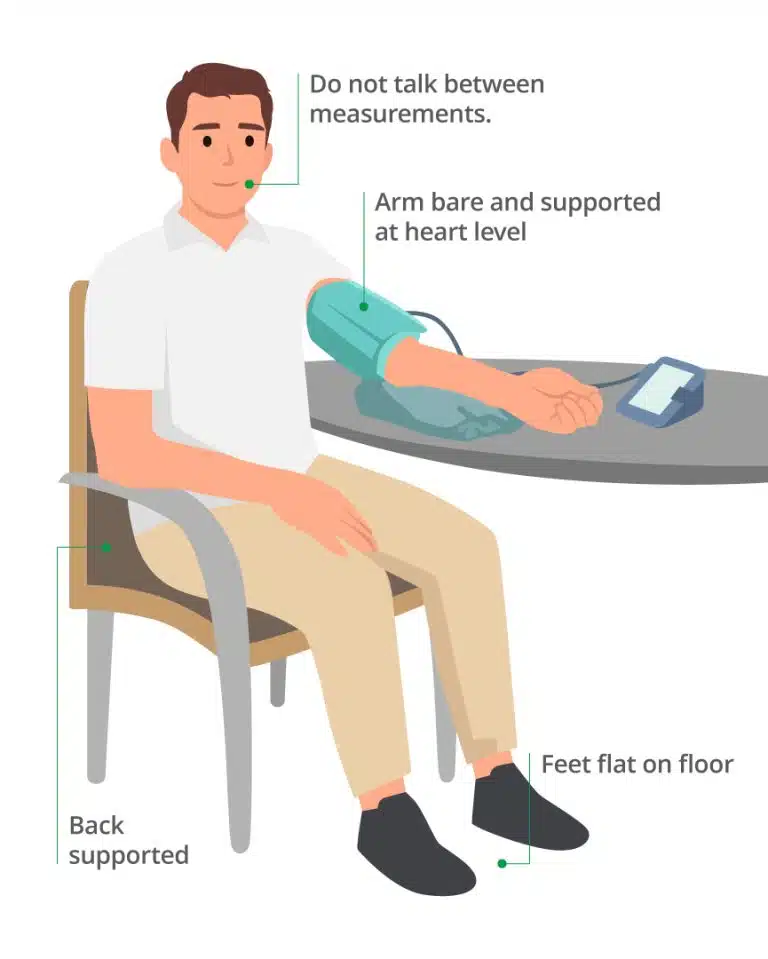 Do not talk between
measurements.
Arm bare and supported
at heart level
Feet flat on floor
Back
supported